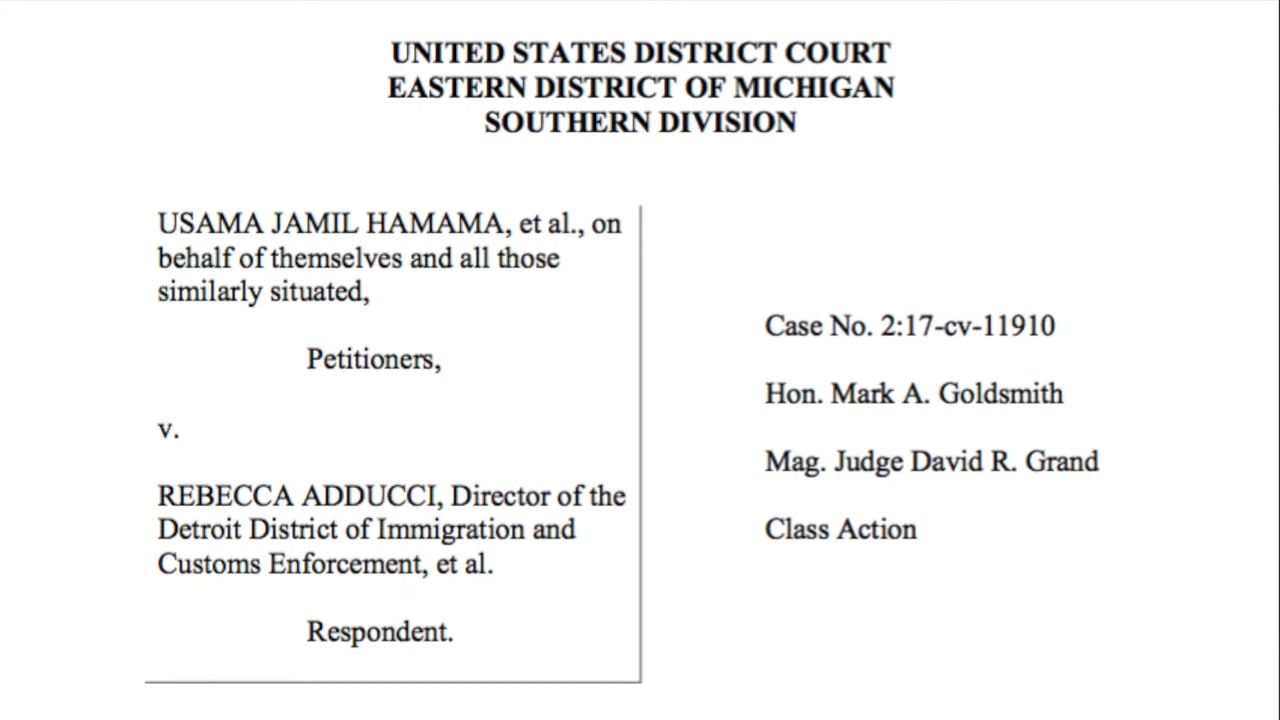 UNITED STATES DISTRICT COURT
EASTERN DISTRICT OF MICHIGAN
SOUTHERN DIVISION
USAMA JAMIL HAMAMA, et al., on
behalf of themselves and all those
similarly situated,
Petitioners,
v.
REBECCA ADDUCCI, Director of the
Detroit District of Immigration and
Customs Enforcement, et al.
Respondent.
Case No. 2:17-cv-11910
Hon. Mark A. Goldsmith
Mag. Judge David R. Grand
Class Action